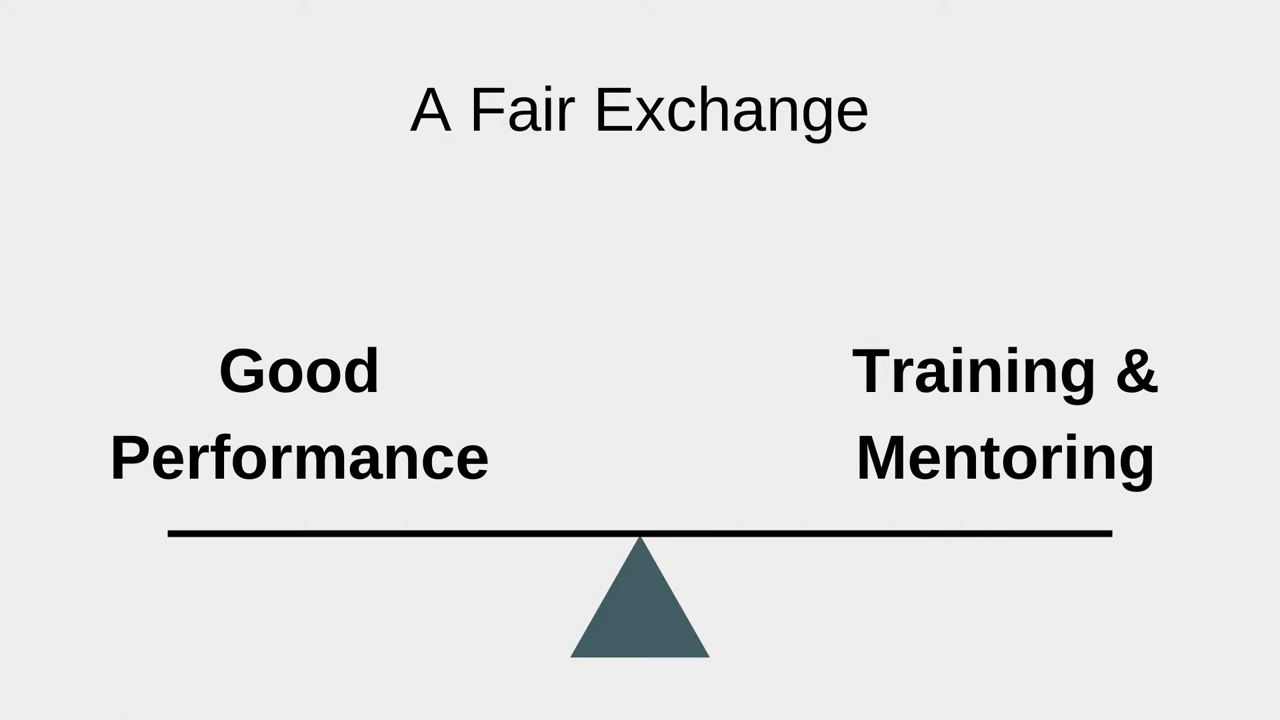 A Fair Exchange
Good
Performance
Training &
Mentoring